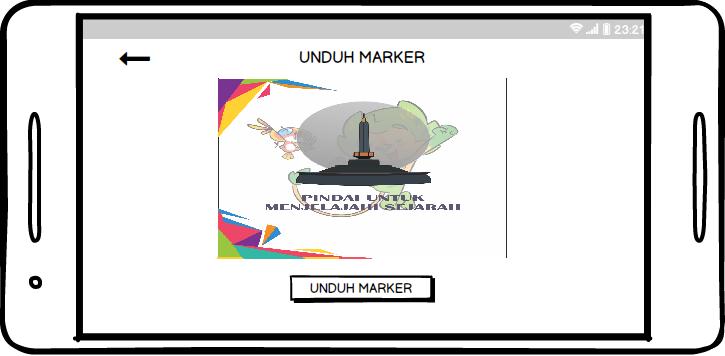 23:21
UNDUH MARKER
PINDAI UNTUK
MENJELAJAHI SEJARAH
UNDUH MARKER